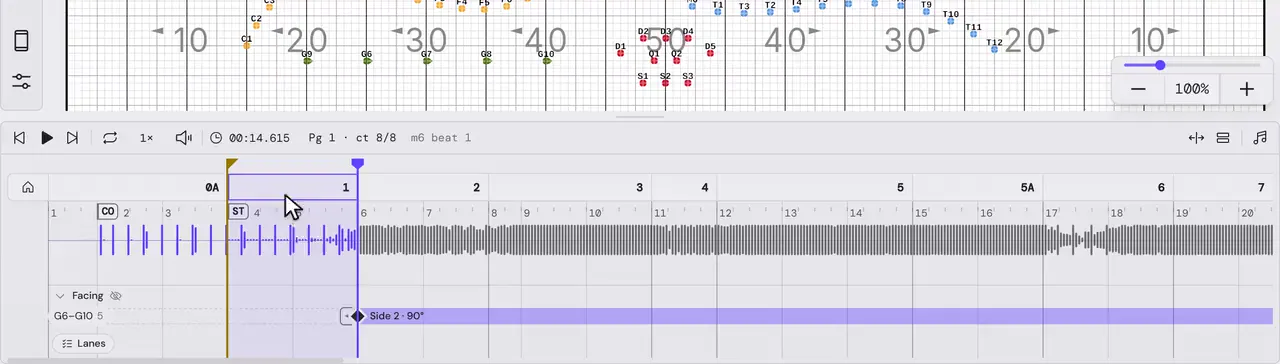 C3 F4 F5 T1 T3 T2 T4 T9
C2 T10
C1 D2 D3 D4 T11
10 20 30 40 50 40 30 20 10
G9 G6 G7 G8 G10 D1 Q1 Q2 D5 T12
S1 S2 S3
100%
1× 00:14.615 Pg 1 · ct 8/8 m6 beat 1
0A 1 2 3 4 5 5A 6 7
1 CO 2 3 ST 4 6 7 8 9 10 11 12 13 14 15 16 17 18 19 20
Facing
G6–G10 5 Side 2 · 90°
Lanes